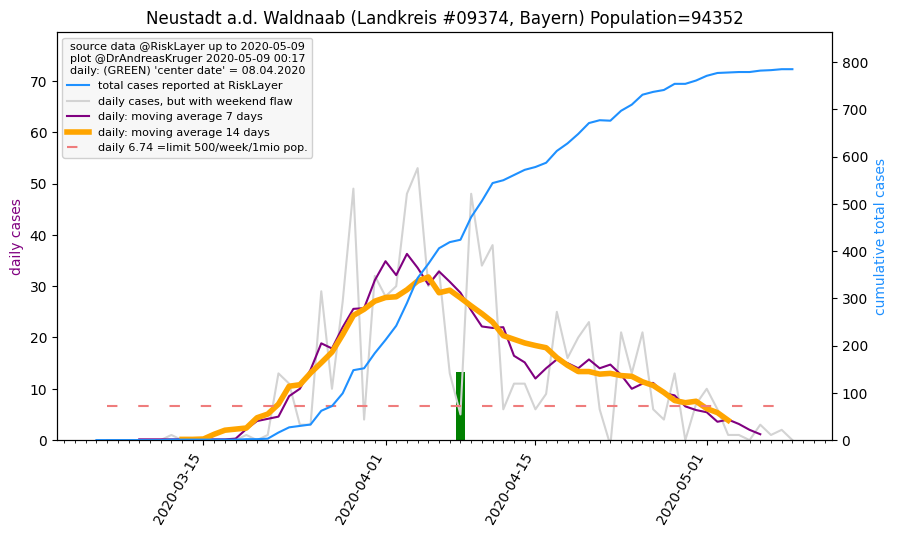 Neustadt a.d. Waldnaab (Landkreis #09374, Bayern) Population=94352
source data @RiskLayer up to 2020-05-09
plot @DrAndreasKruger 2020-05-09 00:17
daily: (GREEN) 'center date' = 08.04.2020
total cases reported at RiskLayer
daily cases, but with weekend flaw
daily: moving average 7 days
daily: moving average 14 days
daily 6.74 =limit 500/week/1mio pop.
daily cases
70
60
50
40
30
20
10
0
cumulative total cases
800
700
600
500
400
300
200
100
0
2020-03-15
2020-04-01
2020-04-15
2020-05-01